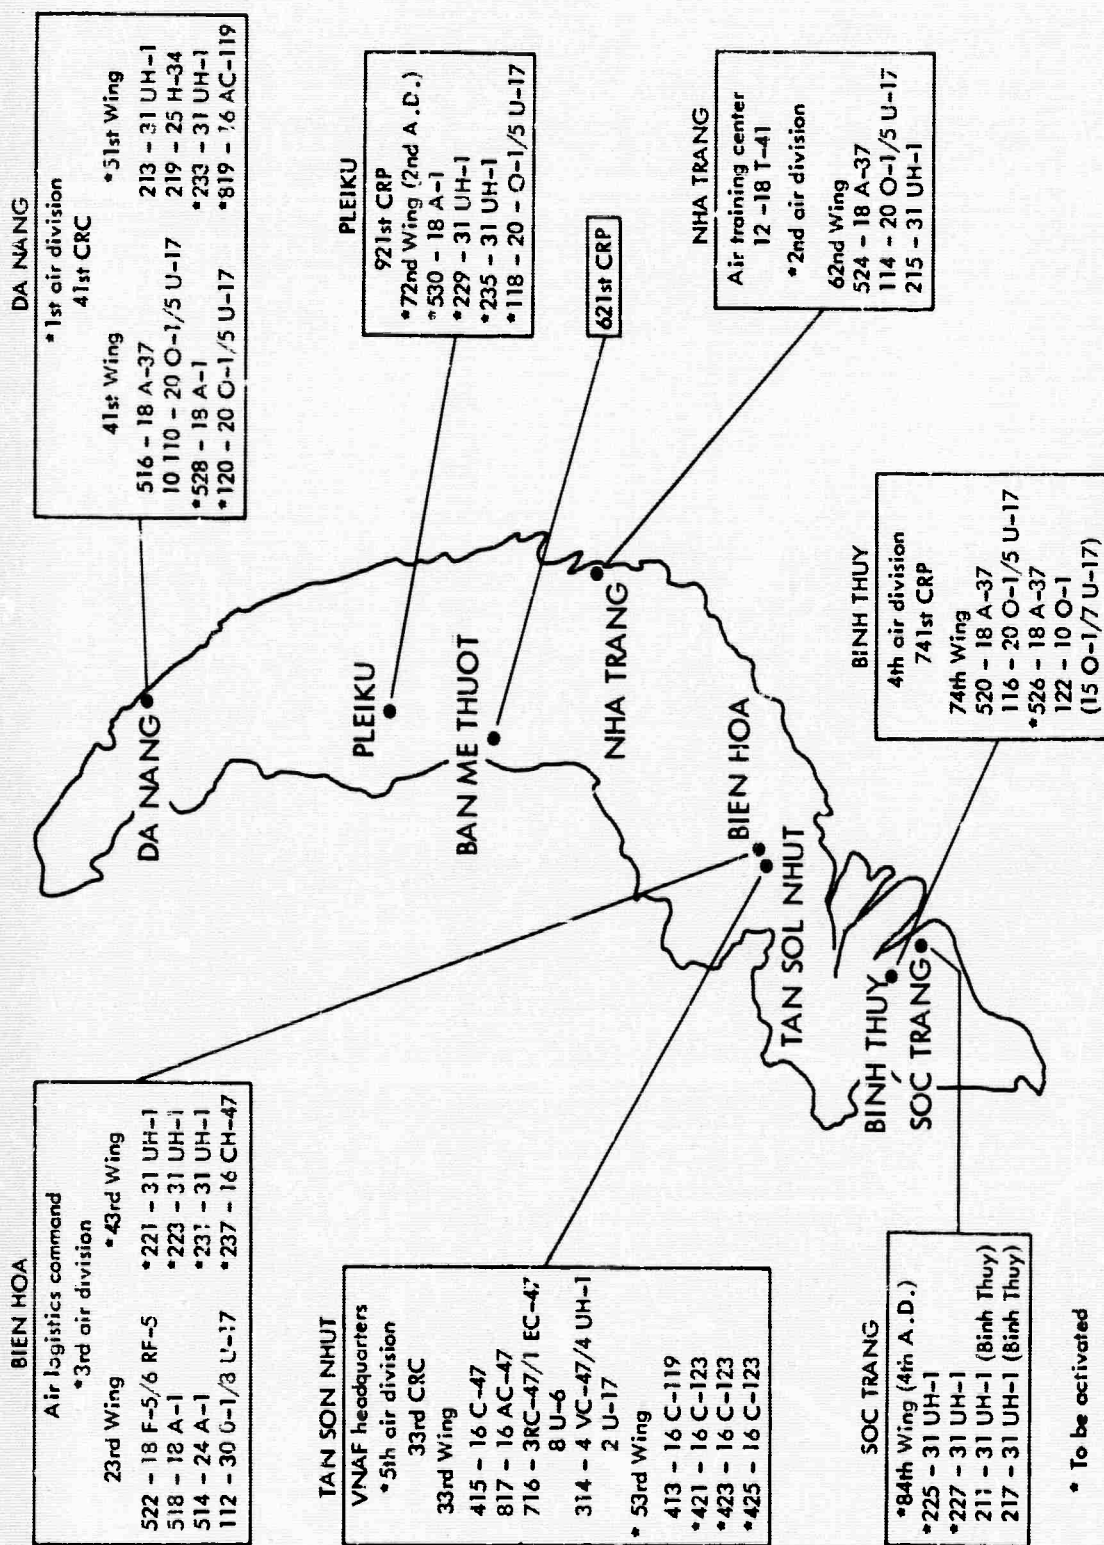 BIEN HOA
Air logistics command
*3rd air division
23rd Wing *43rd Wing
522 - 18 F-5/6 RF-5 *221 - 31 UH-1
518 - 18 A-1 *223 - 31 UH-1
514 - 24 A-1 *231 - 31 UH-1
112 - 30 O-1/3 U-17 *237 - 16 CH-47
TAN SON NHUT
VNAF headquarters
*5th air division
33rd CRC
33rd Wing
415 - 16 C-47
817 - 16 AC-47
716 - 3RC-47/1 EC-47
8 U-6
314 - 4 VC-47/4 UH-1
2 U-17
* 53rd Wing
413 - 16 C-119
*421 - 16 C-123
*423 - 16 C-123
*425 - 16 C-123
SOC TRANG
*84th Wing (4th A.D.)
*225 - 31 UH-1
*227 - 31 UH-1
211 - 31 UH-1 (Binh Thuy)
217 - 31 UH-1 (Binh Thuy)
* To be activated
DA NANG
PLEIKU
BAN ME THUOT
NHA TRANG
BIEN HOA
TAN SOL NHUT
BINH THUY
SOC TRANG
DA NANG
*1st air division
41st CRC
41st Wing *51st Wing
516 - 18 A-37 213 - 31 UH-1
10 110 - 20 O-1/5 U-17 219 - 25 H-34
*528 - 18 A-1 *233 - 31 UH-1
*120 - 20 O-1/5 U-17 *819 - 16 AC-119
PLEIKU
921st CRP
*72nd Wing (2nd A.D.)
*530 - 18 A-1
*229 - 31 UH-1
*235 - 31 UH-1
*118 - 20 - O-1/5 U-17
621st CRP
NHA TRANG
Air training center
12 -18 T-41
*2nd air division
62nd Wing
524 - 18 A-37
114 - 20 O-1/5 U-17
215 - 31 UH-1
BINH THUY
4th air division
741st CRP
74th Wing
520 - 18 A-37
116 - 20 O-1/5 U-17
*526 - 18 A-37
122 - 10 O-1
(15 O-1/7 U-17)